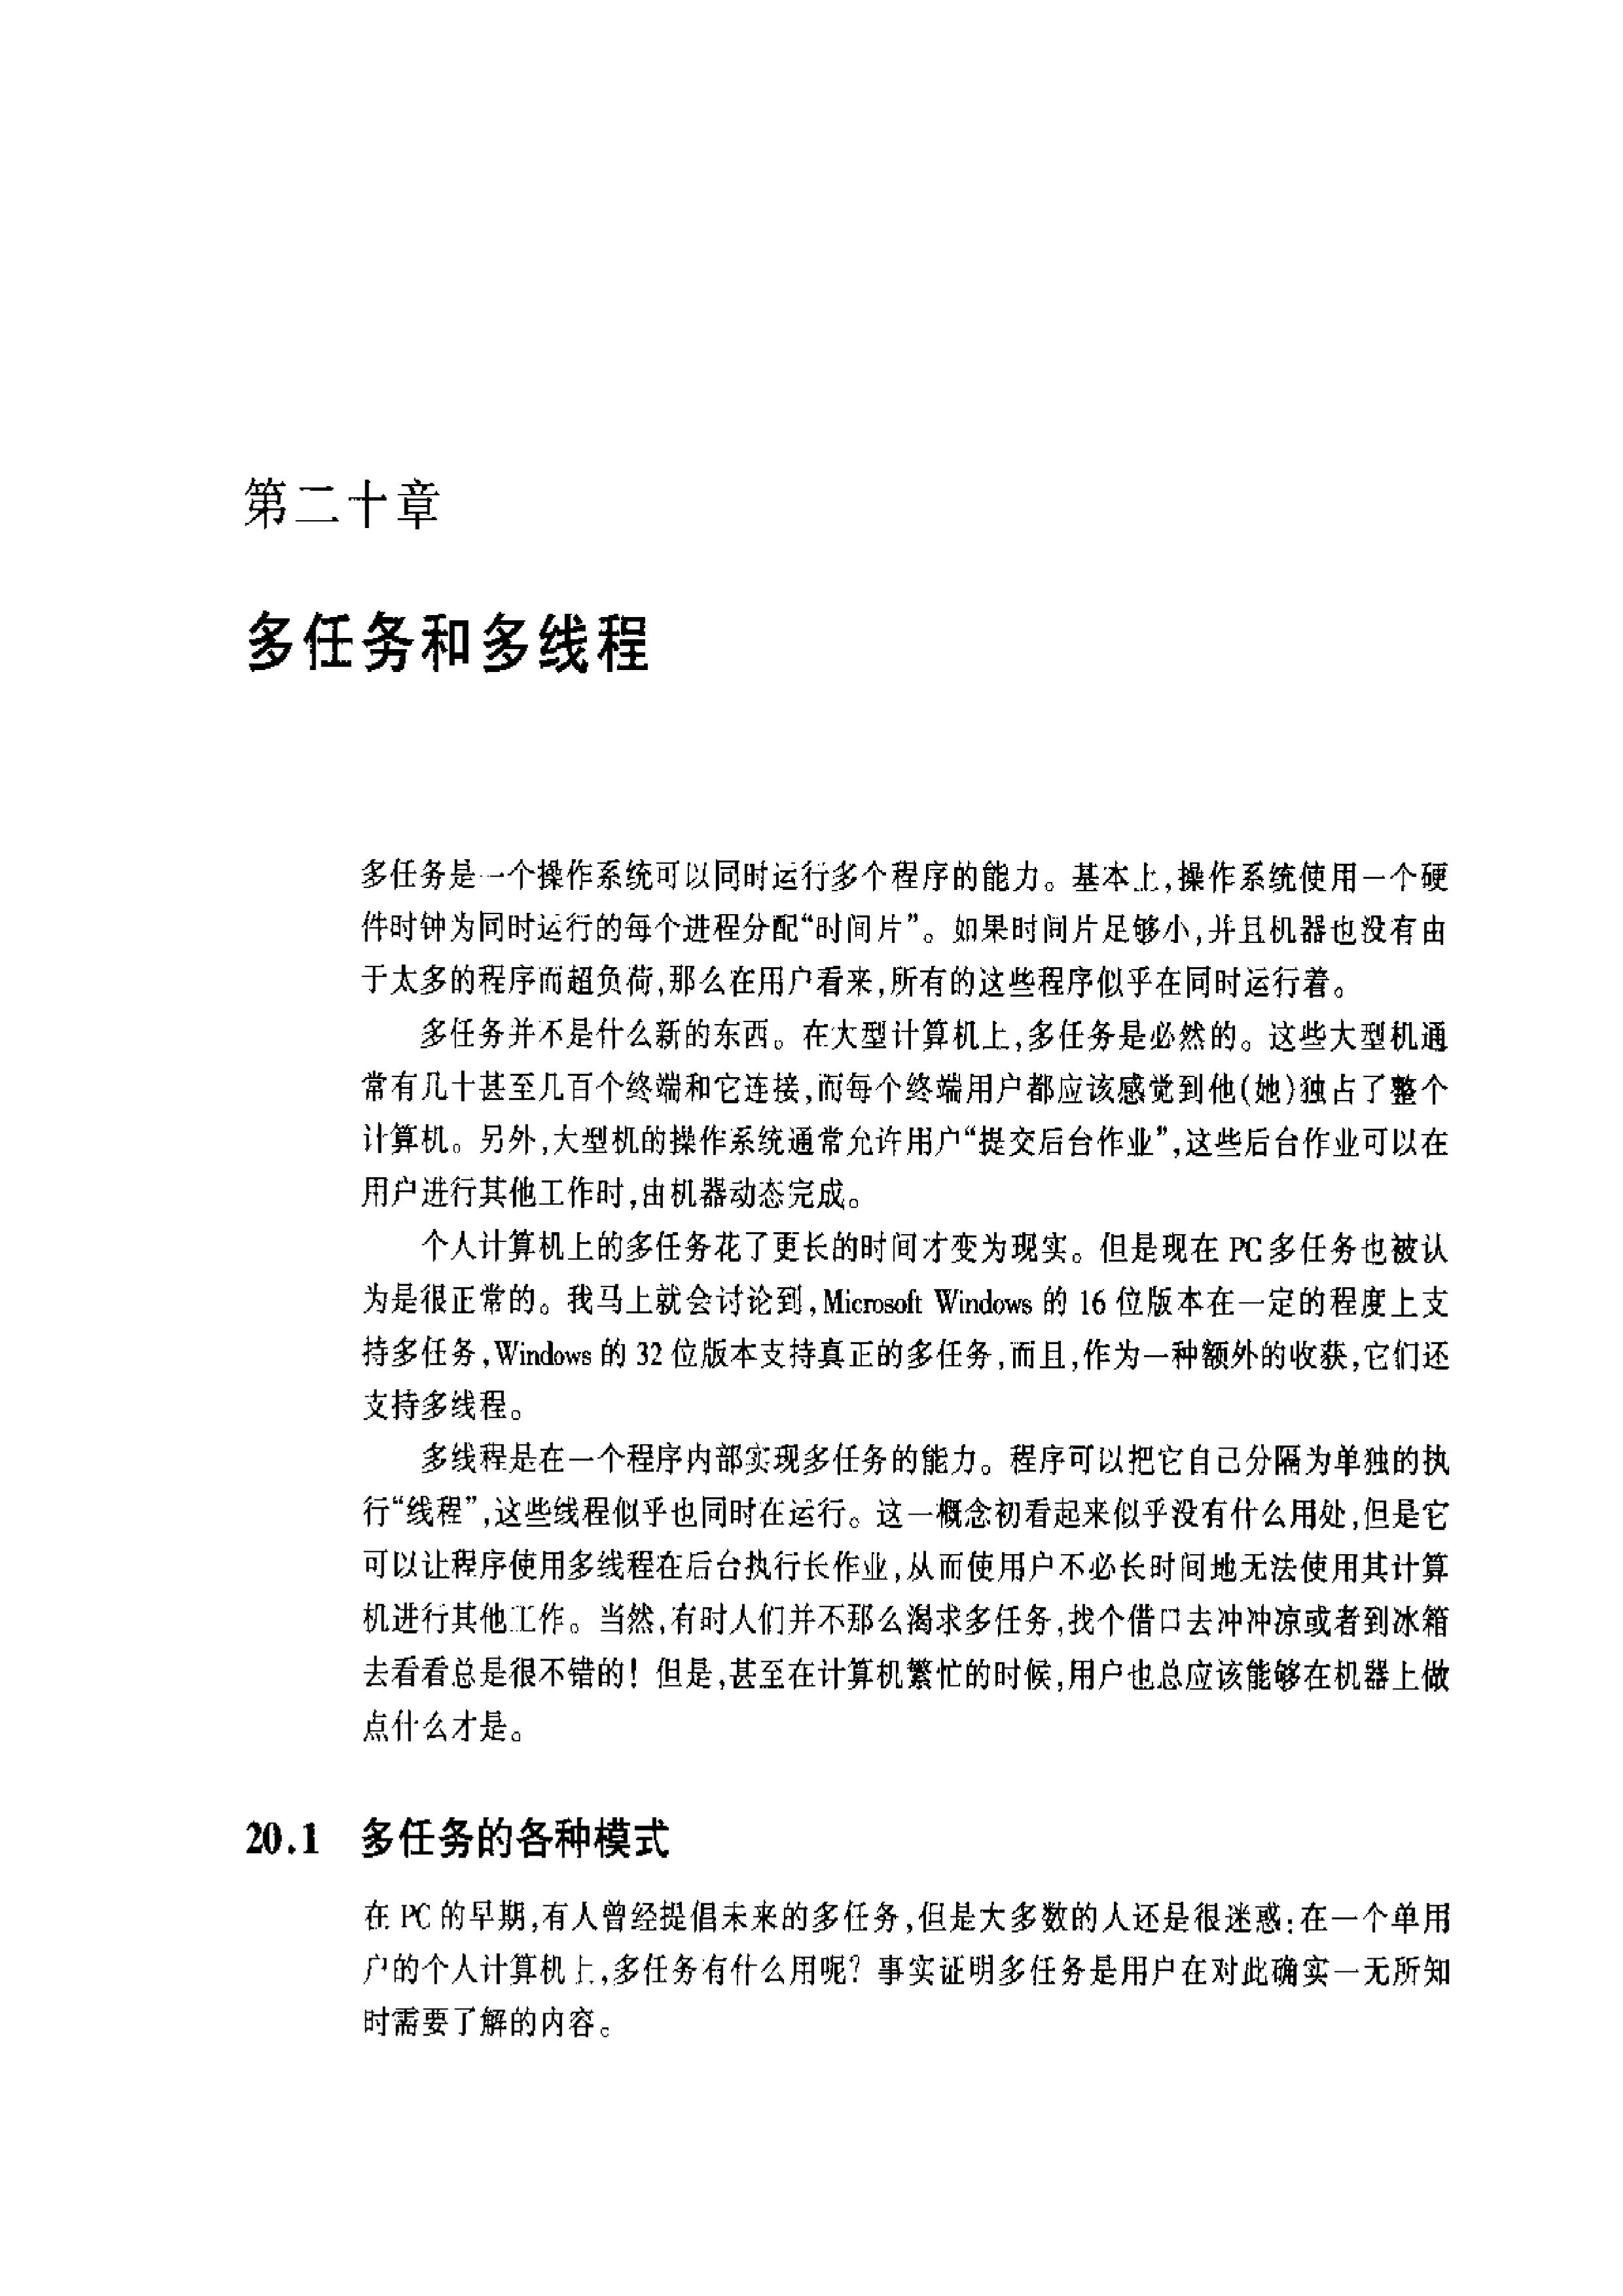 第二十章
多任务和多线程
多任务是一个操作系统可以同时运行多个程序的能力。基本上,操作系统使用一个硬
件时钟为同时运行的每个进程分配“时间片”。如果时间片足够小,并且机器也没有由
于太多的程序而超负荷,那么在用户看来,所有的这些程序似乎在同时运行着。
多任务并不是什么新的东西。在大型计算机上,多任务是必然的。这些大型机通
常有几十甚至几百个终端和它连接,而每个终端用户都应该感觉到他(她)独占了整个
计算机。另外,大型机的操作系统通常允许用户“提交后台作业”,这些后台作业可以在
用户进行其他工作时,由机器动态完成。
个人计算机上的多任务花了更长的时间才变为现实。但是现在 PC 多任务也被认
为是很正常的。我马上就会讨论到,Microsoft Windows 的 16 位版本在一定的程度上支
持多任务,Windows 的 32 位版本支持真正的多任务,而且,作为一种额外的收获,它们还
支持多线程。
多线程是在一个程序内部实现多任务的能力。程序可以把它自己分隔为单独的执
行“线程”,这些线程似乎也同时在运行。这一概念初看起来似乎没有什么用处,但是它
可以让程序使用多线程在后台执行长作业,从而使用户不必长时间地无法使用其计算
机进行其他工作。当然,有时人们并不那么渴求多任务,找个借口去冲冲凉或者到冰箱
去看看总是很不错的!但是,甚至在计算机繁忙的时候,用户也总应该能够在机器上做
点什么才是。
20.1 多任务的各种模式
在 PC 的早期,有人曾经提倡未来的多任务,但是大多数的人还是很迷惑:在一个单用
户的个人计算机上,多任务有什么用呢?事实证明多任务是用户在对此确实一无所知
时需要了解的内容。